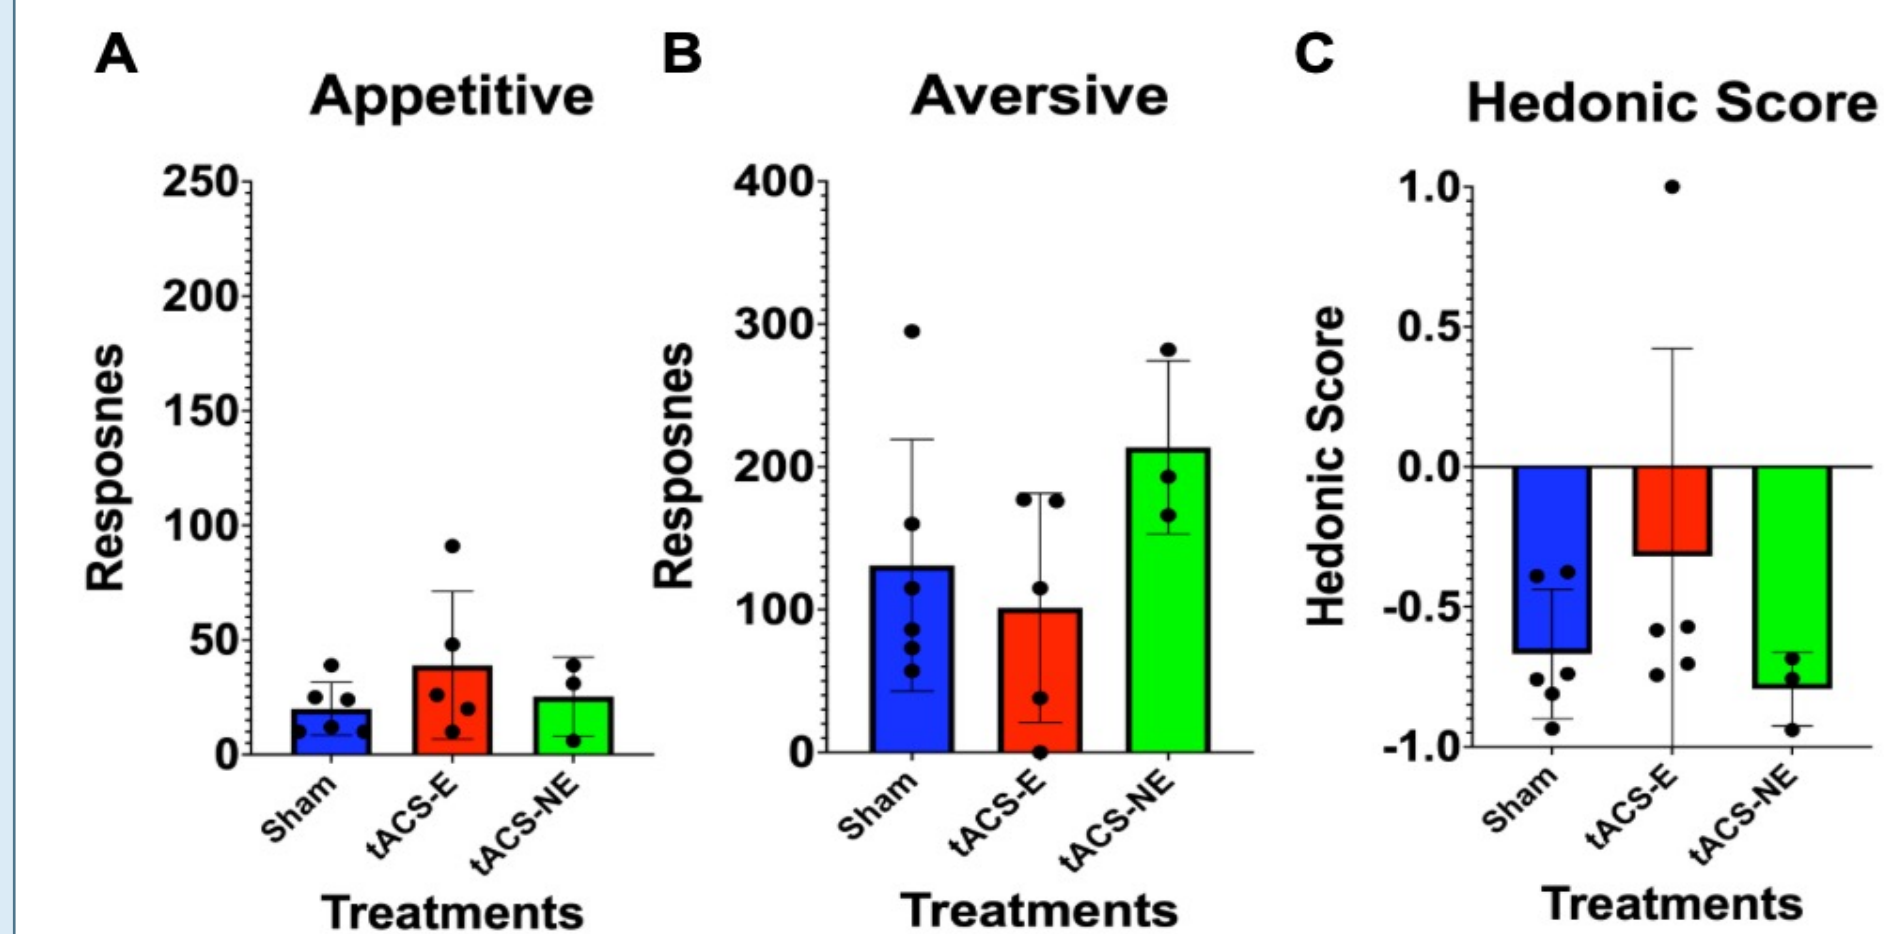 A
Appetitive
250
200
150
100
50
0
Resposnes
Sham
tACS-E
tACS-NE
Treatments
B
Aversive
400
300
200
100
0
Resposnes
Sham
tACS-E
tACS-NE
Treatments
C
Hedonic Score
1.0
0.5
0.0
-0.5
-1.0
Hedonic Score
Sham
tACS-E
tACS-NE
Treatments